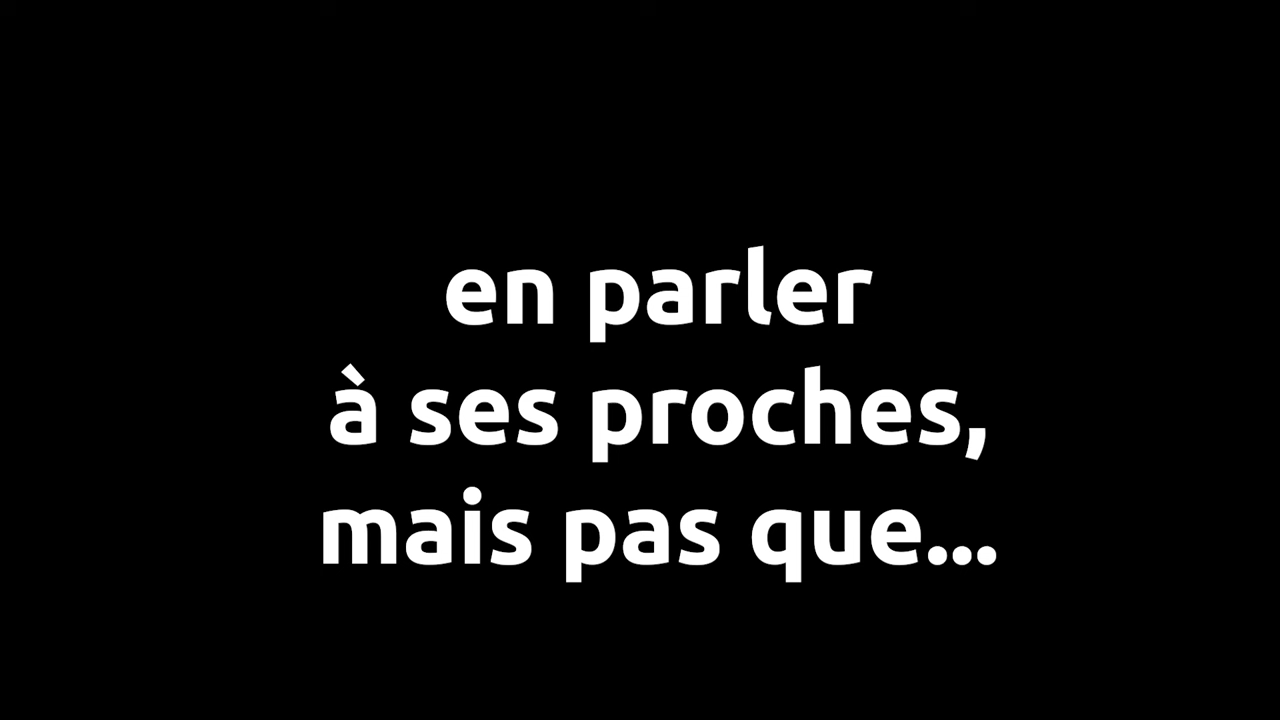 en parler
à ses proches,
mais pas que...